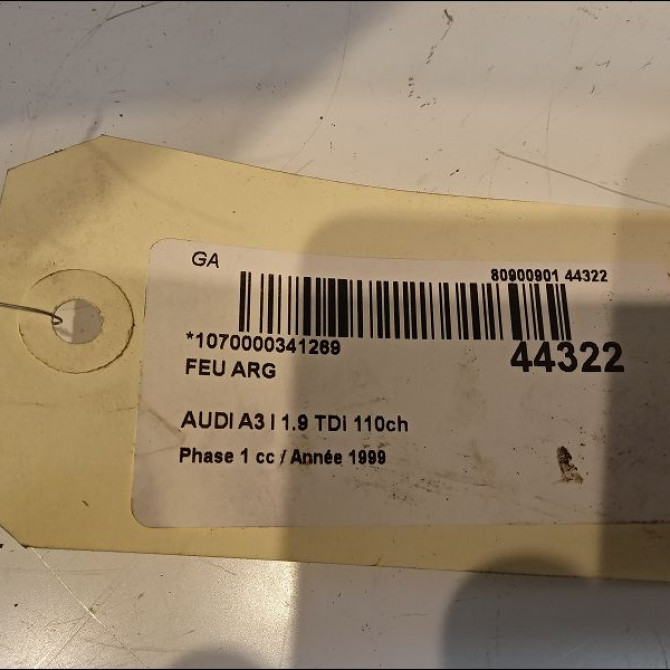 GA
80900901 44322
*1070000341269
44322
FEU ARG
AUDI A3 I 1.9 TDi 110ch
Phase 1 cc / Année 1999